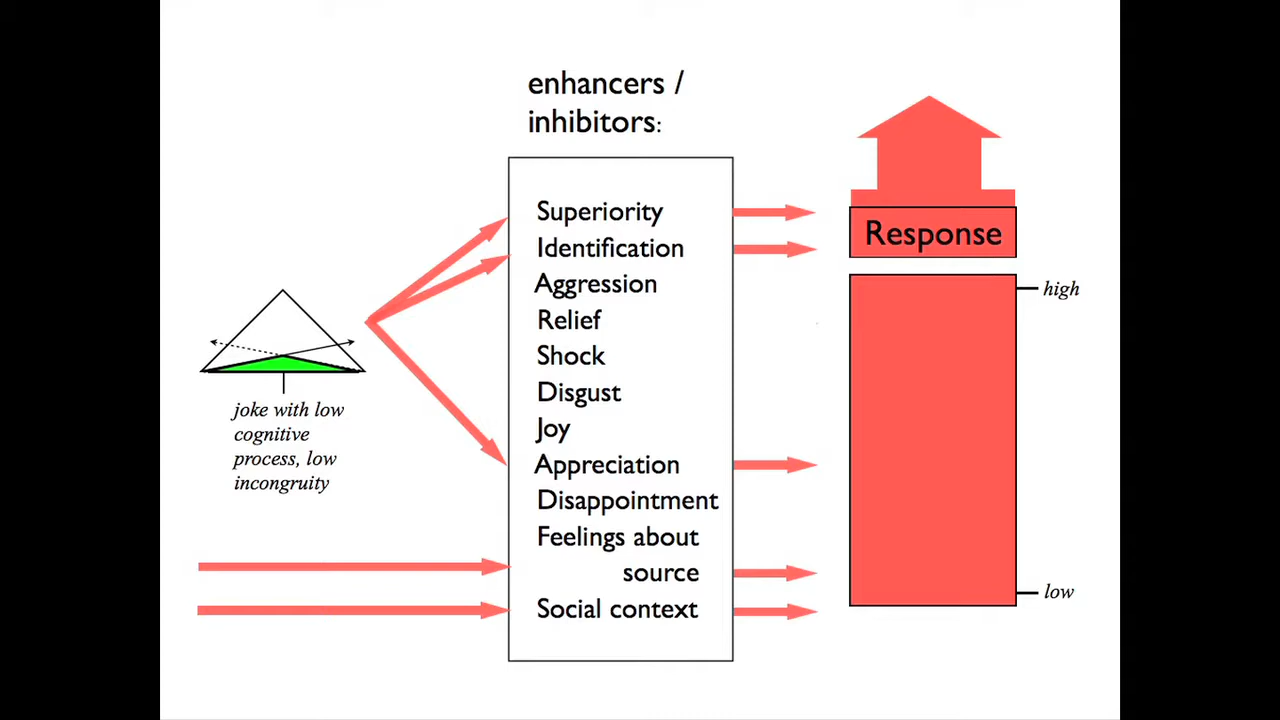 enhancers /
inhibitors:
Superiority
Identification
Aggression
Relief
Shock
Disgust
Joy
Appreciation
Disappointment
Feelings about
source
Social context
joke with low
cognitive
process, low
incongruity
Response
high
low